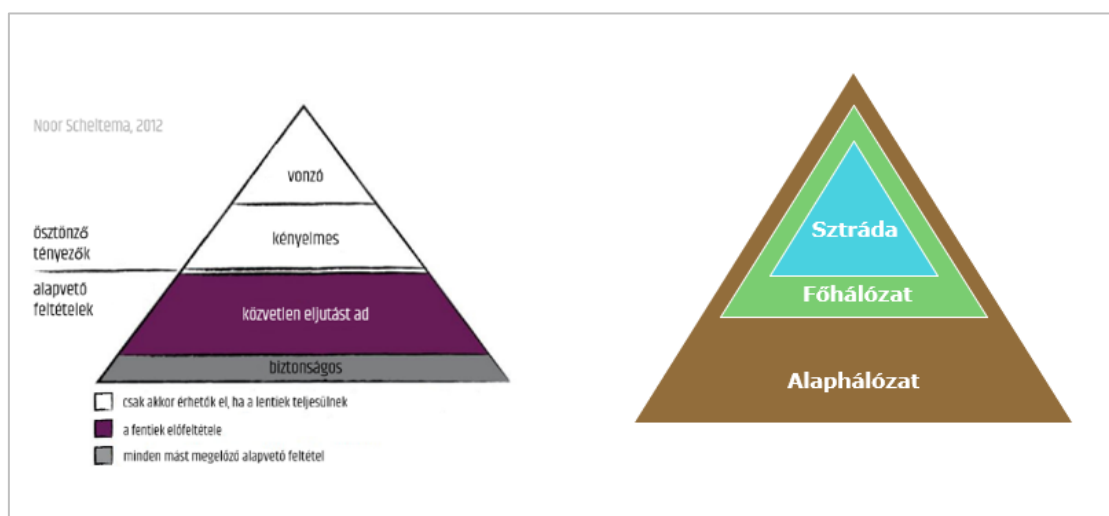 Noor Scheltema, 2012
vonzó
ösztönző
tényezők
kényelmes
alapvető
feltételek
közvetlen eljutást ad
biztonságos
csak akkor érhetők el, ha a lentiek teljesülnek
a fentiek előfeltétele
minden mást megelőző alapvető feltétel
Sztráda
Főhálózat
Alaphálózat